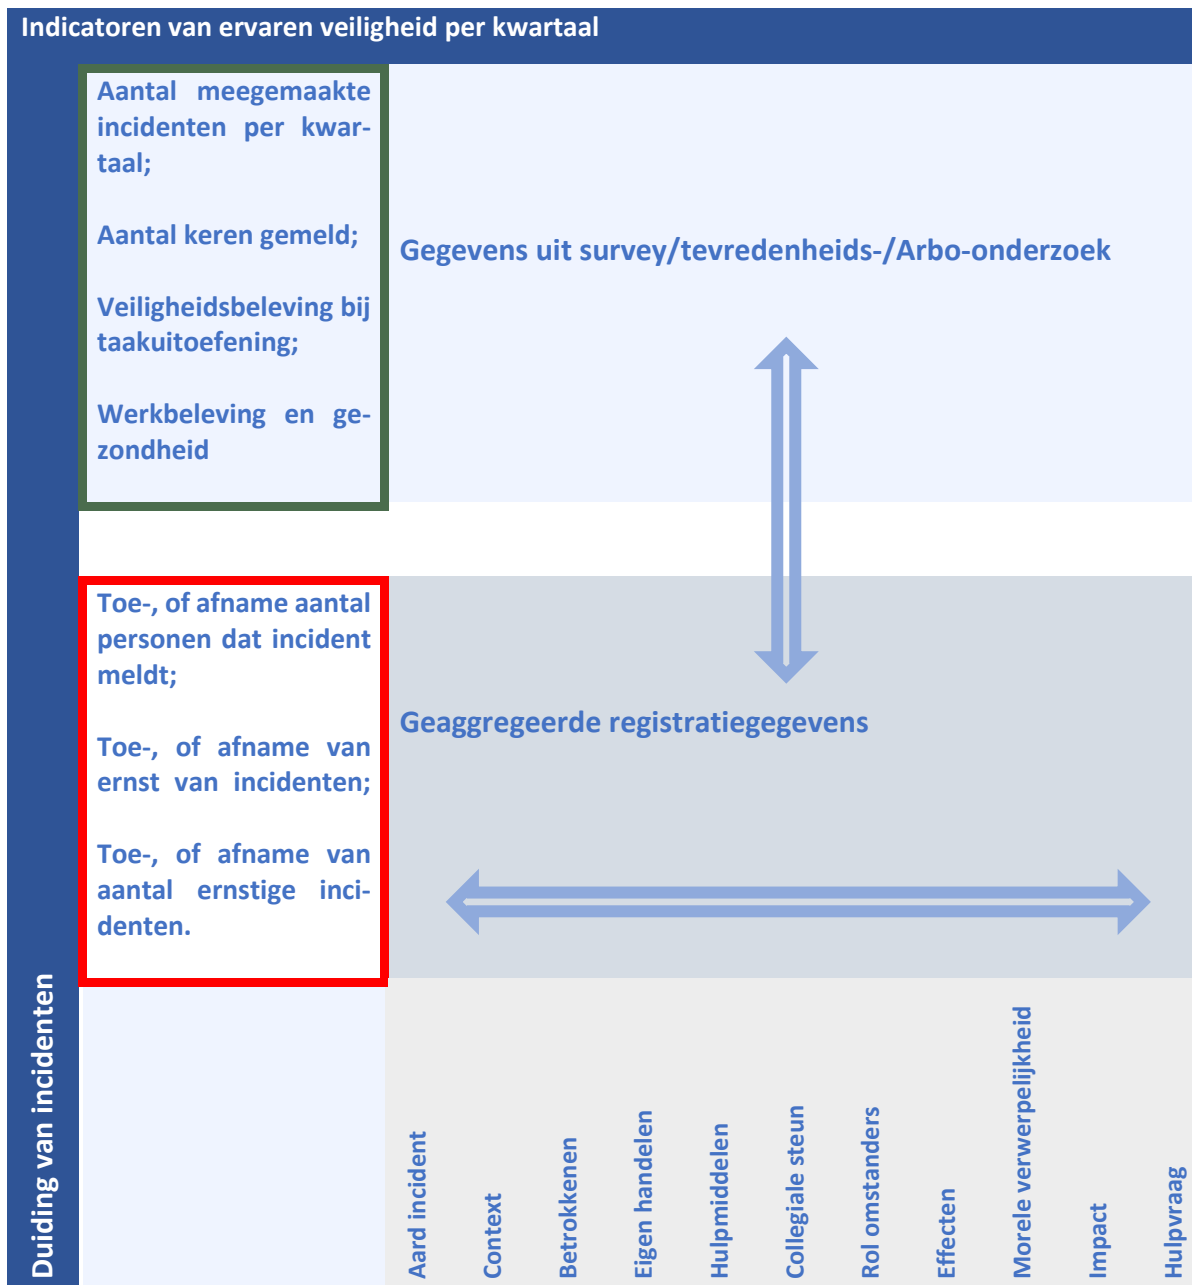 Indicatoren van ervaren veiligheid per kwartaal
Aantal meegemaakte
incidenten per kwar-
taal;
Aantal keren gemeld;
Veiligheidsbeleving bij
taakuitoefening;
Werkbeleving en ge-
zondheid
Gegevens uit survey/tevredenheids-/Arbo-onderzoek
Toe-, of afname aantal
personen dat incident
meldt;
Toe-, of afname van
ernst van incidenten;
Toe-, of afname van
aantal ernstige inci-
denten.
Geaggregeerde registratiegegevens
Duiding van incidenten
Aard incident
Context
Betrokkenen
Eigen handelen
Hulpmiddelen
Collegiale steun
Rol omstanders
Effecten
Morele verwerpelijkheid
Impact
Hulpvraag